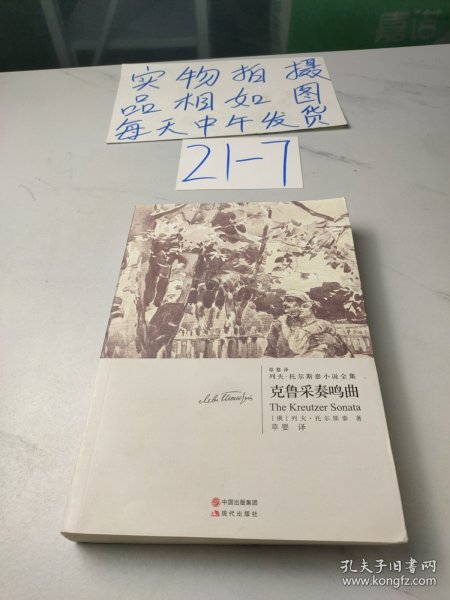 实物拍摄
品相如图
每天中午发货
21-7
草婴译
列夫·托尔斯泰小说全集
克鲁采奏鸣曲
The Kreutzer Sonata
［俄］列夫·托尔斯泰 著
草婴 译
中国出版集团
现代出版社
孔夫子旧书网
www.kongfz.com